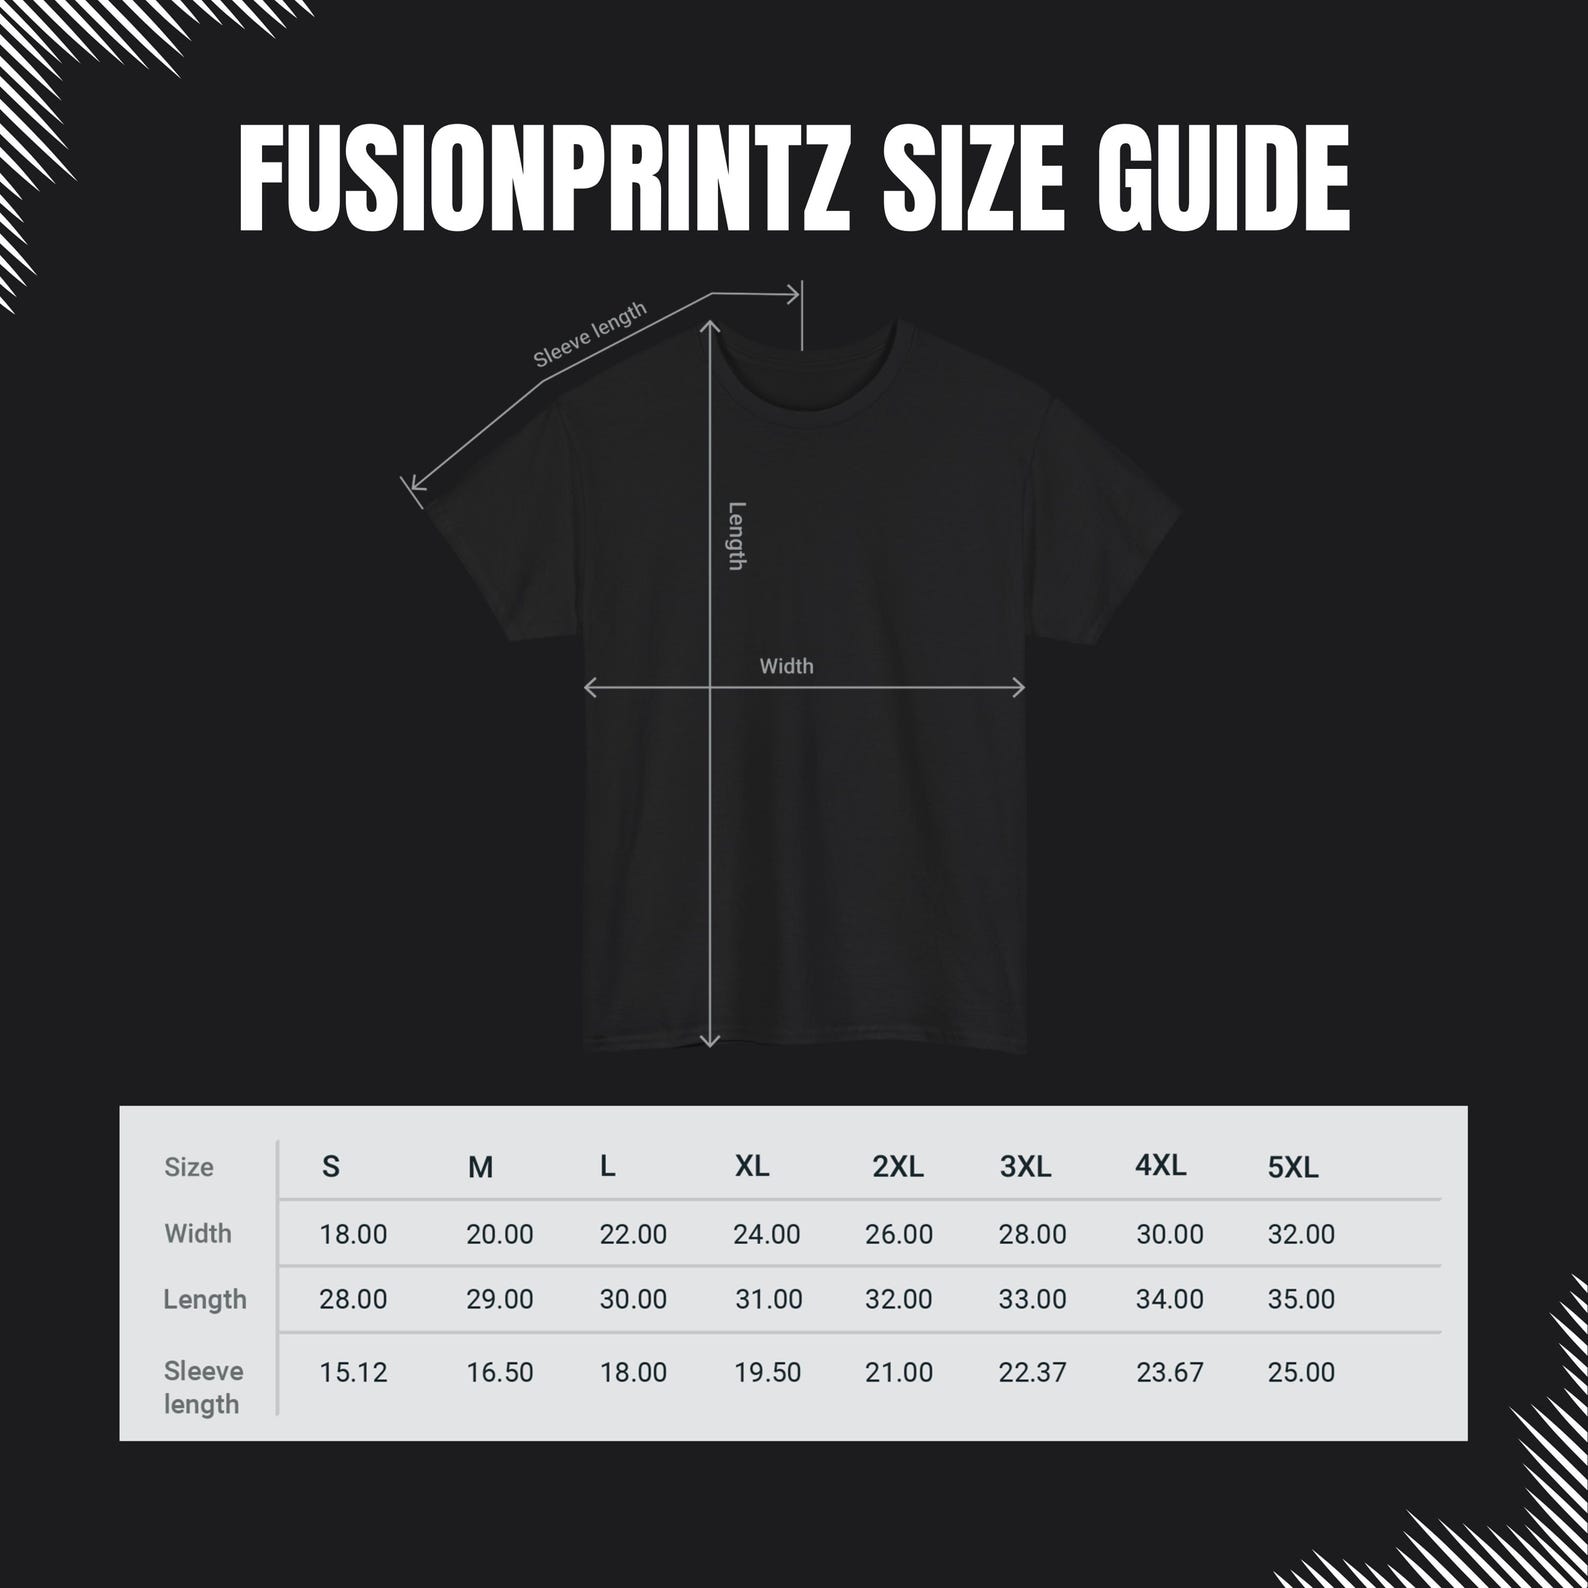 FUSIONPRINTZ SIZE GUIDE
Sleeve length
Length
Width
Size S M L XL 2XL 3XL 4XL 5XL
Width 18.00 20.00 22.00 24.00 26.00 28.00 30.00 32.00
Length 28.00 29.00 30.00 31.00 32.00 33.00 34.00 35.00
Sleeve length 15.12 16.50 18.00 19.50 21.00 22.37 23.67 25.00